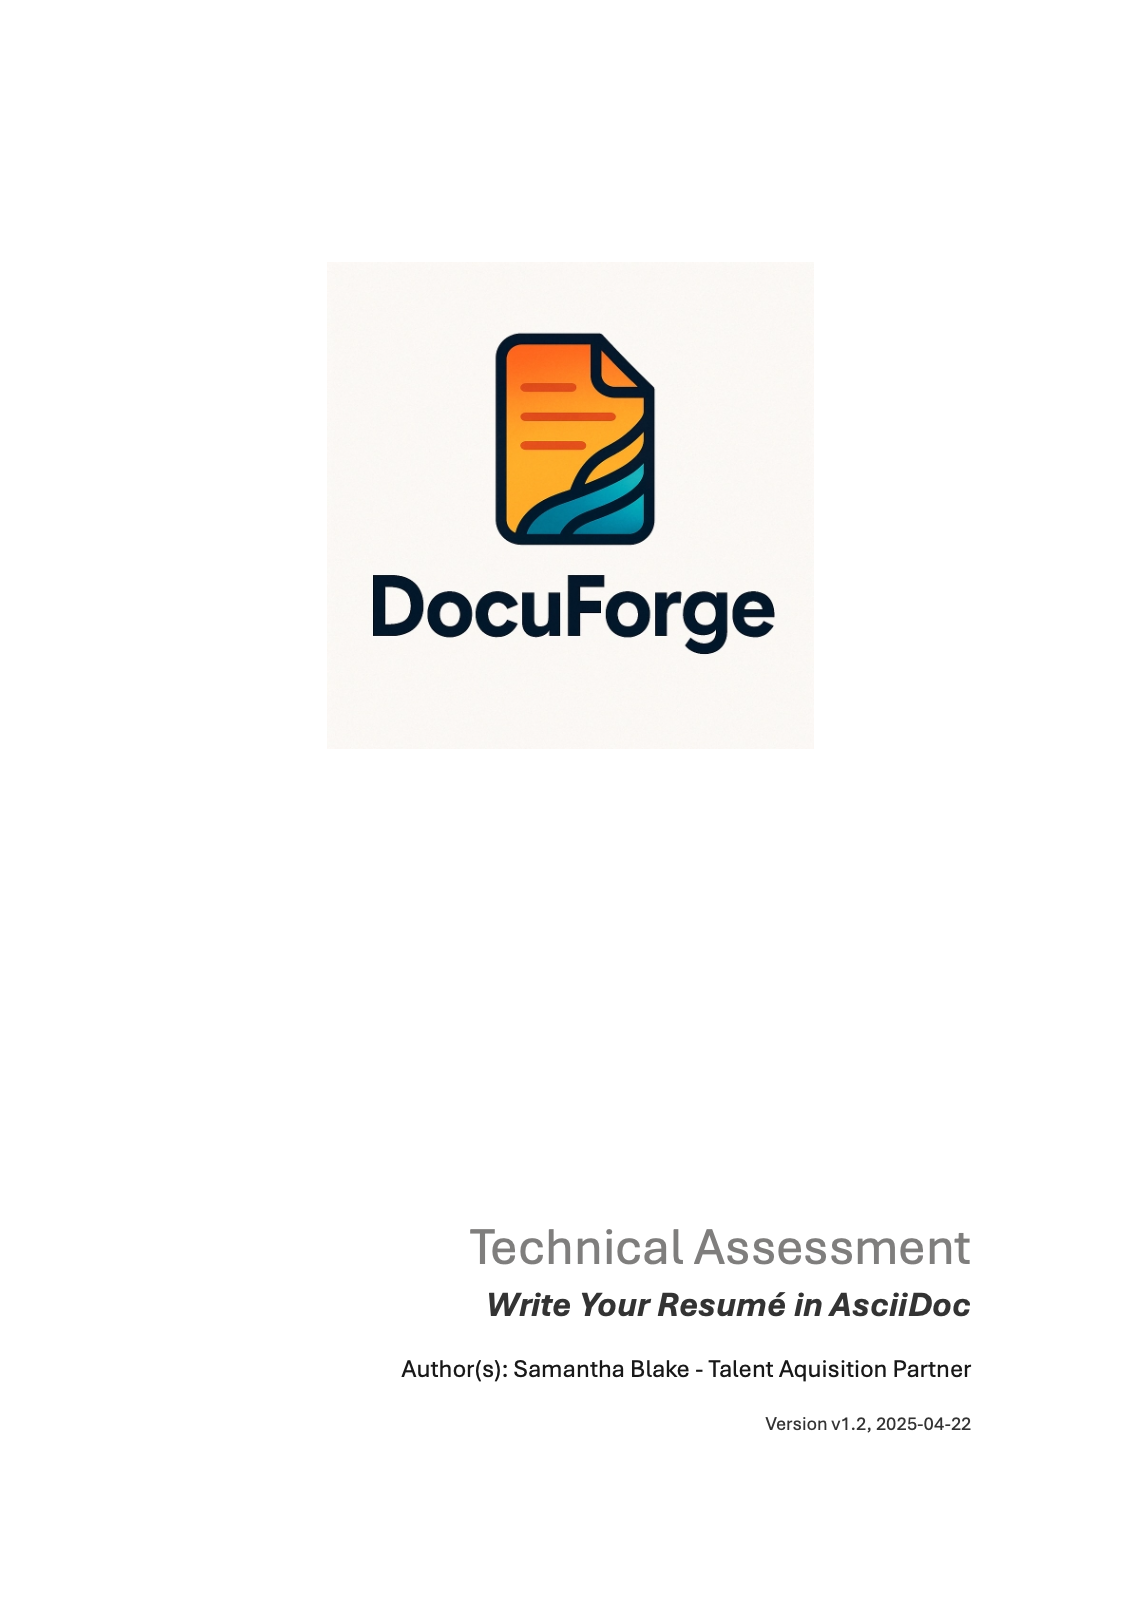 DocuForge
Technical Assessment
Write Your Resumé in AsciiDoc
Author(s): Samantha Blake - Talent Aquisition Partner
Version v1.2, 2025-04-22